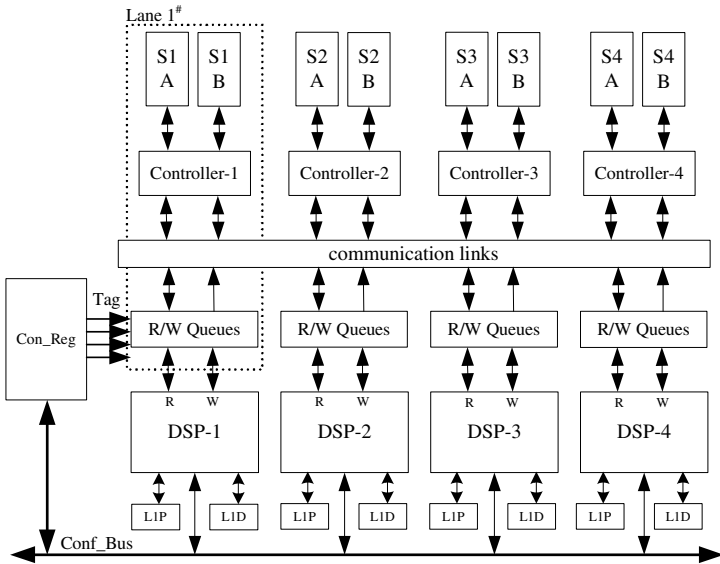 Lane 1#
S1 A
S1 B
S2 A
S2 B
S3 A
S3 B
S4 A
S4 B
Controller-1
Controller-2
Controller-3
Controller-4
communication links
Tag
Con_Reg
R/W Queues
R/W Queues
R/W Queues
R/W Queues
R W
R W
R W
R W
DSP-1
DSP-2
DSP-3
DSP-4
L1P
L1D
L1P
L1D
L1P
L1D
L1P
L1D
Conf_Bus